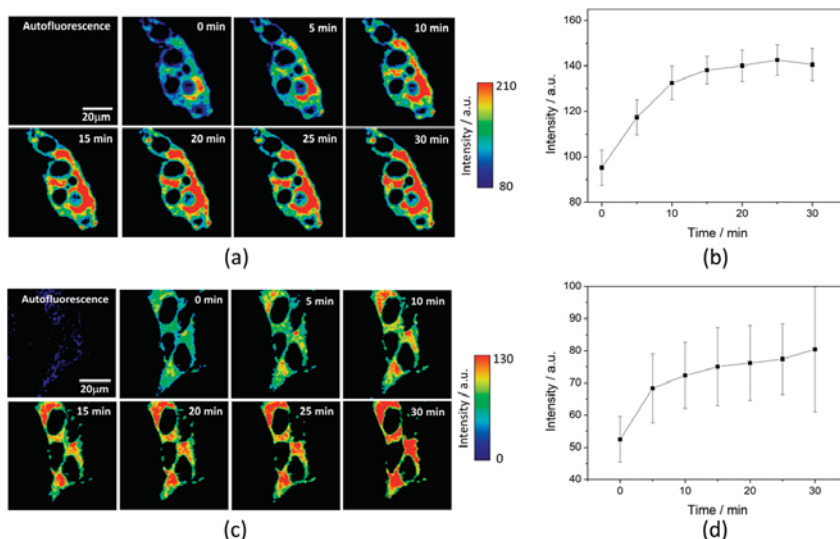 Autofluorescence
0 min
5 min
10 min
20μm
15 min
20 min
25 min
30 min
Intensity / a.u.
210
80
(a)
Intensity / a.u.
160
140
120
100
80
0
10
20
30
Time / min
(b)
Autofluorescence
0 min
5 min
10 min
20μm
15 min
20 min
25 min
30 min
Intensity / a.u.
130
0
(c)
Intensity / a.u.
100
90
80
70
60
50
40
0
10
20
30
Time / min
(d)